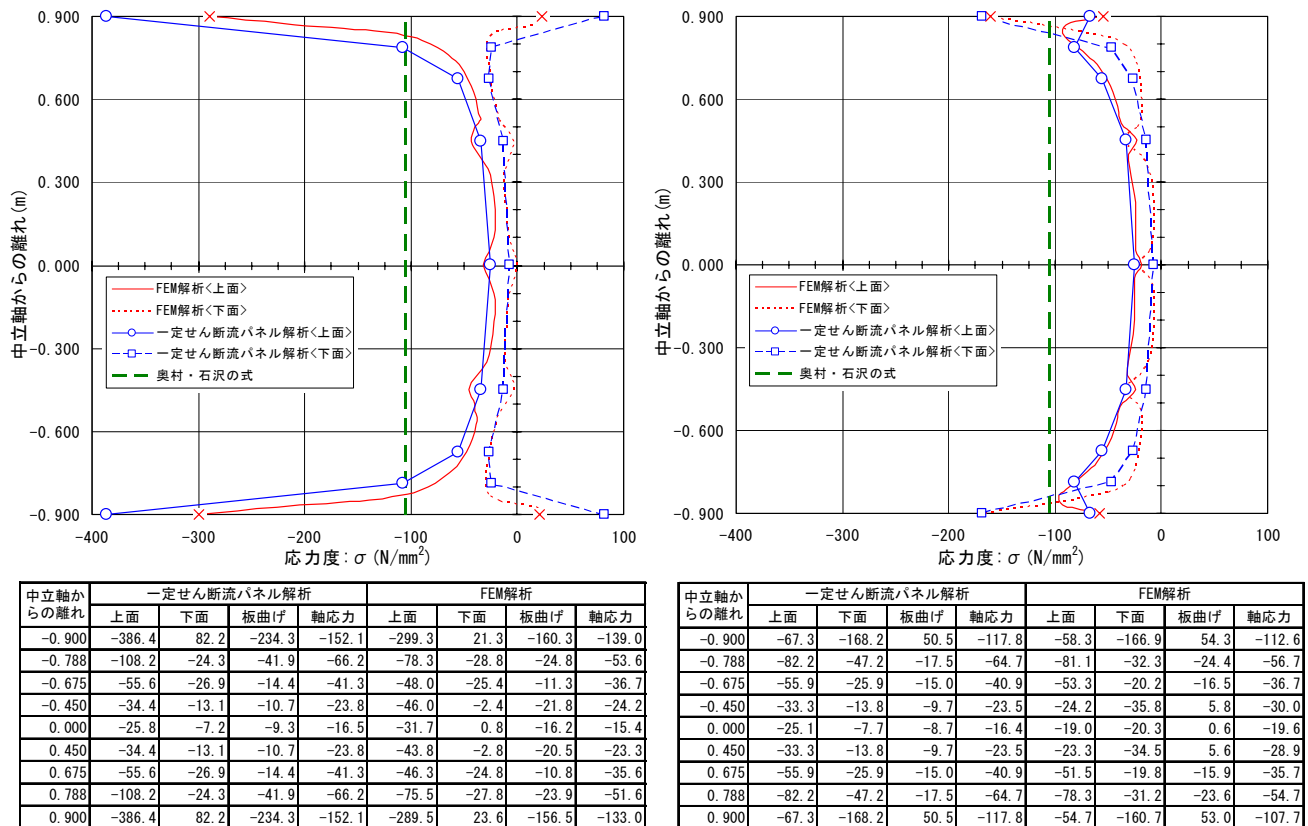 0.900
0.600
0.300
0.000
-0.300
-0.600
-0.900
-400 -300 -200 -100 0 100
中立軸からの離れ(m)
応力度: σ (N/mm²)
FEM解析<上面>
FEM解析<下面>
一定せん断流パネル解析<上面>
一定せん断流パネル解析<下面>
奥村・石沢の式
0.900
0.600
0.300
0.000
-0.300
-0.600
-0.900
-400 -300 -200 -100 0 100
中立軸からの離れ(m)
応力度: σ (N/mm²)
FEM解析<上面>
FEM解析<下面>
一定せん断流パネル解析<上面>
一定せん断流パネル解析<下面>
奥村・石沢の式
中立軸からの離れ 一定せん断流パネル解析 FEM解析
上面 下面 板曲げ 軸応力 上面 下面 板曲げ 軸応力
-0.900 -386.4 82.2 -234.3 -152.1 -299.3 21.3 -160.3 -139.0
-0.788 -108.2 -24.3 -41.9 -66.2 -78.3 -28.8 -24.8 -53.6
-0.675 -55.6 -26.9 -14.4 -41.3 -48.0 -25.4 -11.3 -36.7
-0.450 -34.4 -13.1 -10.7 -23.8 -46.0 -2.4 -21.8 -24.2
0.000 -25.8 -7.2 -9.3 -16.5 -31.7 0.8 -16.2 -15.4
0.450 -34.4 -13.1 -10.7 -23.8 -43.8 -2.8 -20.5 -23.3
0.675 -55.6 -26.9 -14.4 -41.3 -46.3 -24.8 -10.8 -35.6
0.788 -108.2 -24.3 -41.9 -66.2 -75.5 -27.8 -23.9 -51.6
0.900 -386.4 82.2 -234.3 -152.1 -289.5 23.6 -156.5 -133.0
中立軸からの離れ 一定せん断流パネル解析 FEM解析
上面 下面 板曲げ 軸応力 上面 下面 板曲げ 軸応力
-0.900 -67.3 -168.2 50.5 -117.8 -58.3 -166.9 54.3 -112.6
-0.788 -82.2 -47.2 -17.5 -64.7 -81.1 -32.3 -24.4 -56.7
-0.675 -55.9 -25.9 -15.0 -40.9 -53.3 -20.2 -16.5 -36.7
-0.450 -33.3 -13.8 -9.7 -23.5 -24.2 -35.8 5.8 -30.0
0.000 -25.1 -7.7 -8.7 -16.4 -19.0 -20.3 0.6 -19.6
0.450 -33.3 -13.8 -9.7 -23.5 -23.3 -34.5 5.6 -28.9
0.675 -55.9 -25.9 -15.0 -40.9 -51.5 -19.8 -15.9 -35.7
0.788 -82.2 -47.2 -17.5 -64.7 -78.3 -31.2 -23.6 -54.7
0.900 -67.3 -168.2 50.5 -117.8 -54.7 -160.7 53.0 -107.7